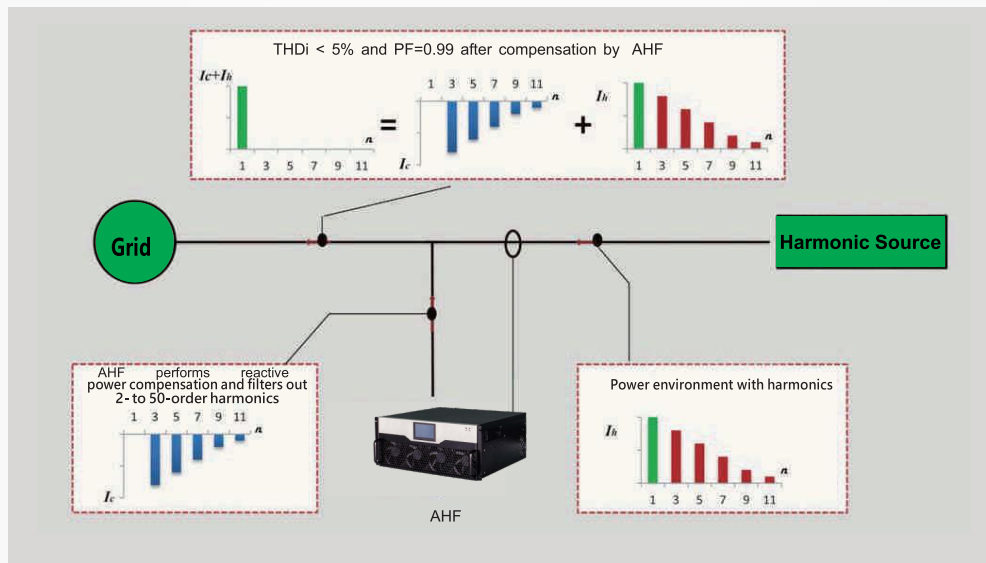 THDi < 5% and PF=0.99 after compensation by AHF
Ic+Ih
n
1 3 5 7 9 11
=
1 3 5 7 9 11
n
Ic
+
Ih
n
1 3 5 7 9 11
Grid
Harmonic Source
AHF performs reactive
power compensation and filters out
2- to 50-order harmonics
1 3 5 7 9 11
n
Ic
AHF
Power environment with harmonics
Ih
n
1 3 5 7 9 11